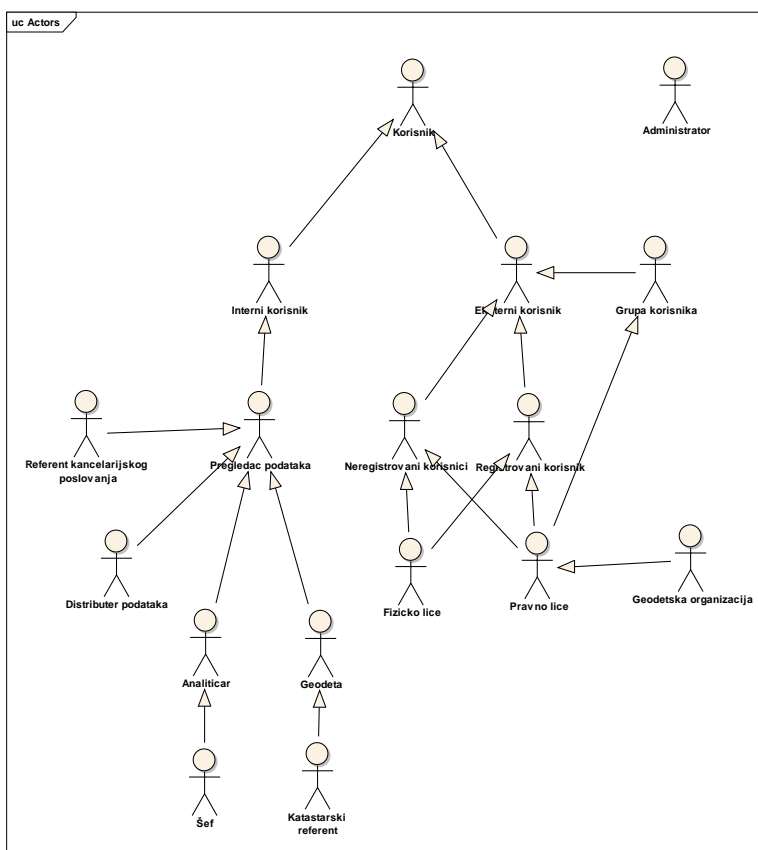 uc Actors
Korisnik
Administrator
Interni korisnik
Eksterni korisnik
Grupa korisnika
Referent kancelarijskog
poslovanja
Pregledac podataka
Neregistrovani korisnici
Registrovani korisnik
Distributer podataka
Fizicko lice
Pravno lice
Geodetska organizacija
Analiticar
Geodeta
Šef
Katastarski
referent